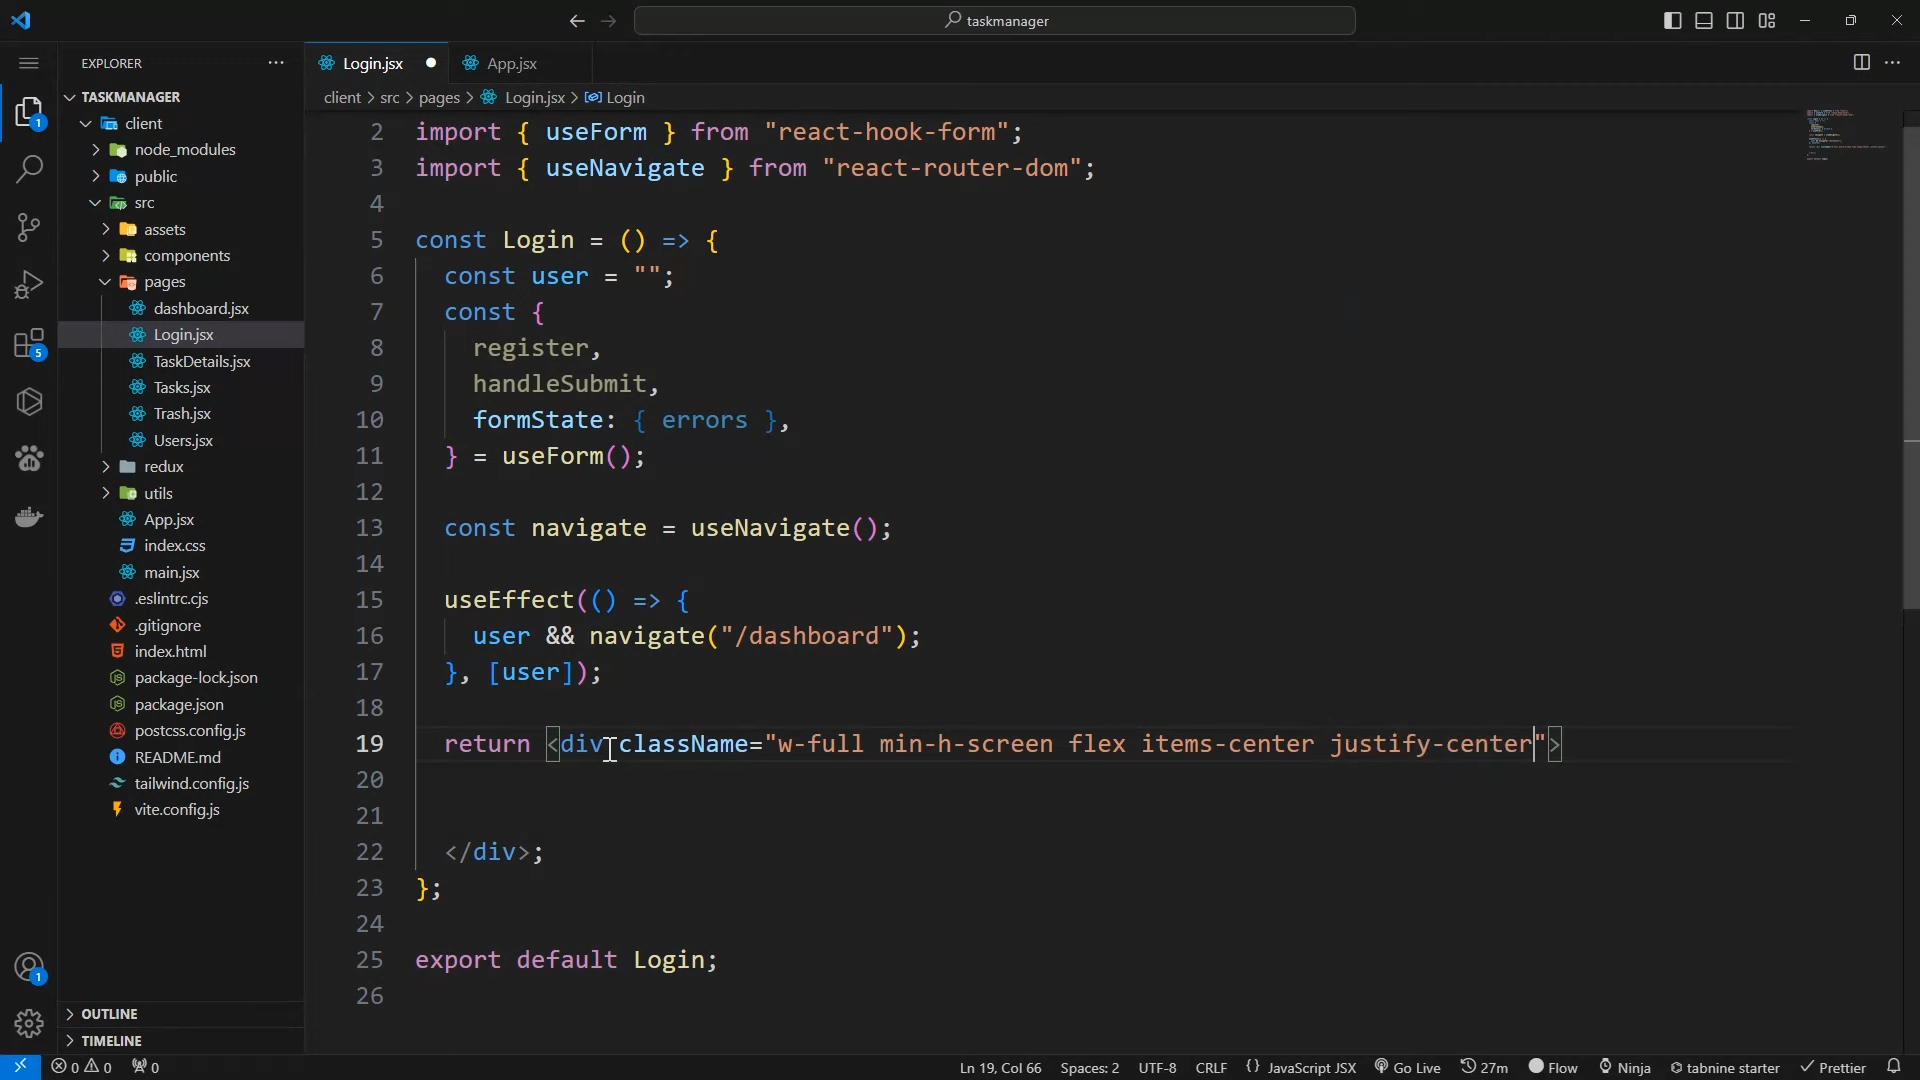 taskmanager
EXPLORER
TASKMANAGER
client
node_modules
public
src
assets
components
pages
dashboard.jsx
Login.jsx
TaskDetails.jsx
Tasks.jsx
Trash.jsx
Users.jsx
redux
utils
App.jsx
index.css
main.jsx
.eslintrc.cjs
.gitignore
index.html
package-lock.json
package.json
postcss.config.js
README.md
tailwind.config.js
vite.config.js
OUTLINE
TIMELINE
1
5
1
Login.jsx
App.jsx
client > src > pages > Login.jsx > Login
2 import { useForm } from "react-hook-form";
3 import { useNavigate } from "react-router-dom";
4
5 const Login = () => {
6 const user = "";
7 const {
8 register,
9 handleSubmit,
10 formState: { errors },
11 } = useForm();
12
13 const navigate = useNavigate();
14
15 useEffect(() => {
16 user && navigate("/dashboard");
17 }, [user]);
18
19 return <div className="w-full min-h-screen flex items-center justify-center">
20
21
22 </div>;
23 };
24
25 export default Login;
26
0 0 0 Ln 19, Col 66 Spaces: 2 UTF-8 CRLF {} JavaScript JSX Go Live 27m Flow Ninja tabnine starter Prettier